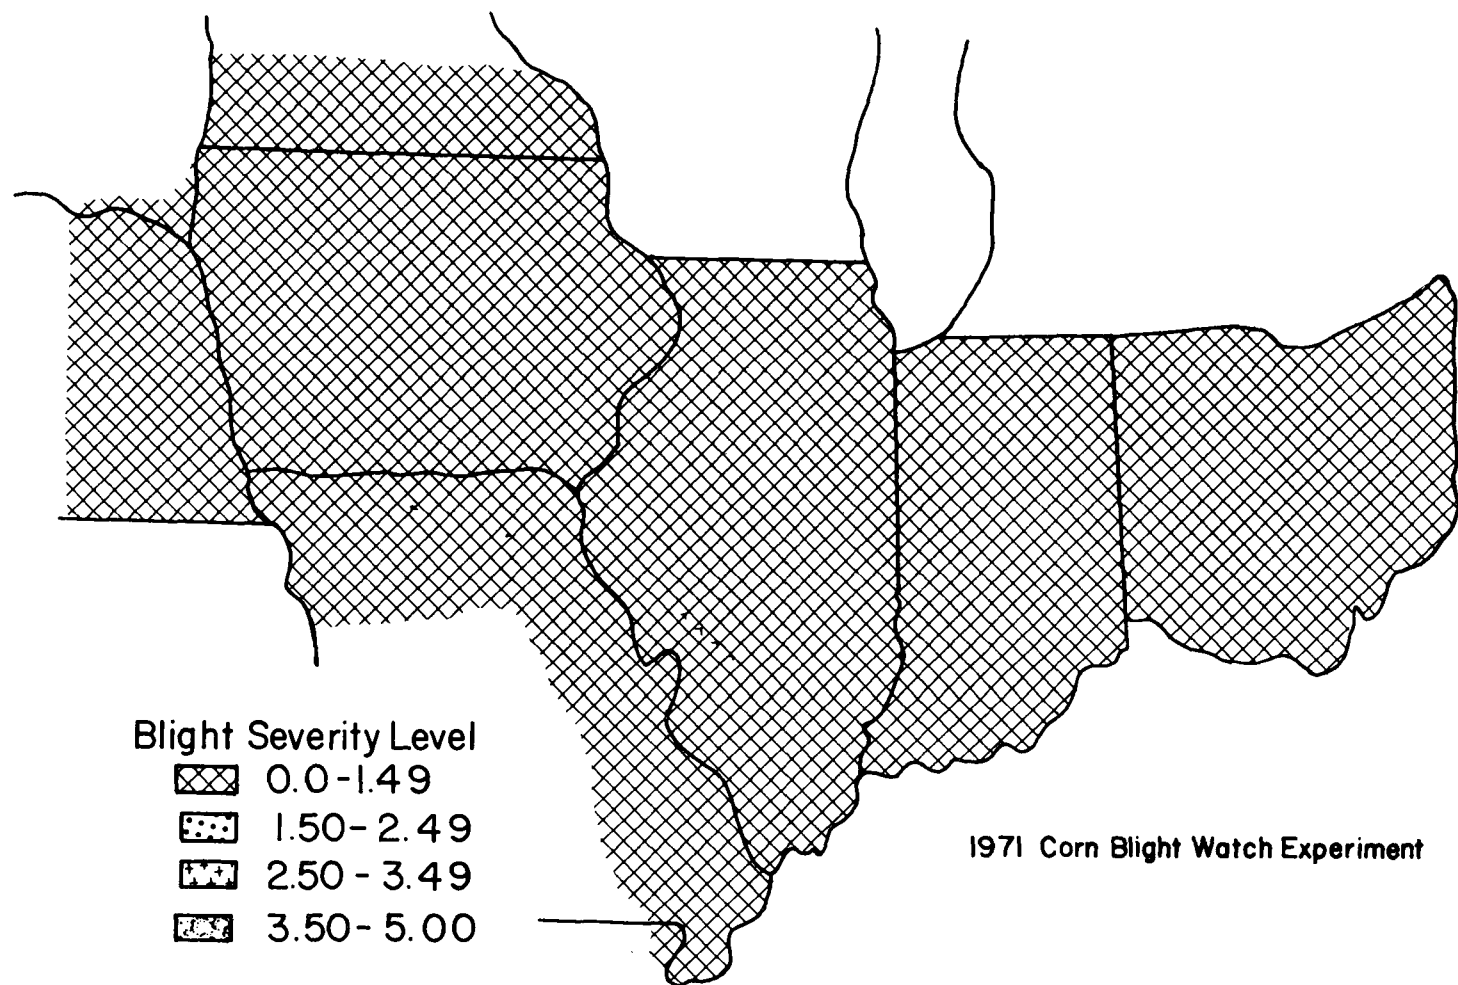 Blight Severity Level
0.0-1.49
1.50-2.49
2.50-3.49
3.50-5.00
1971 Corn Blight Watch Experiment